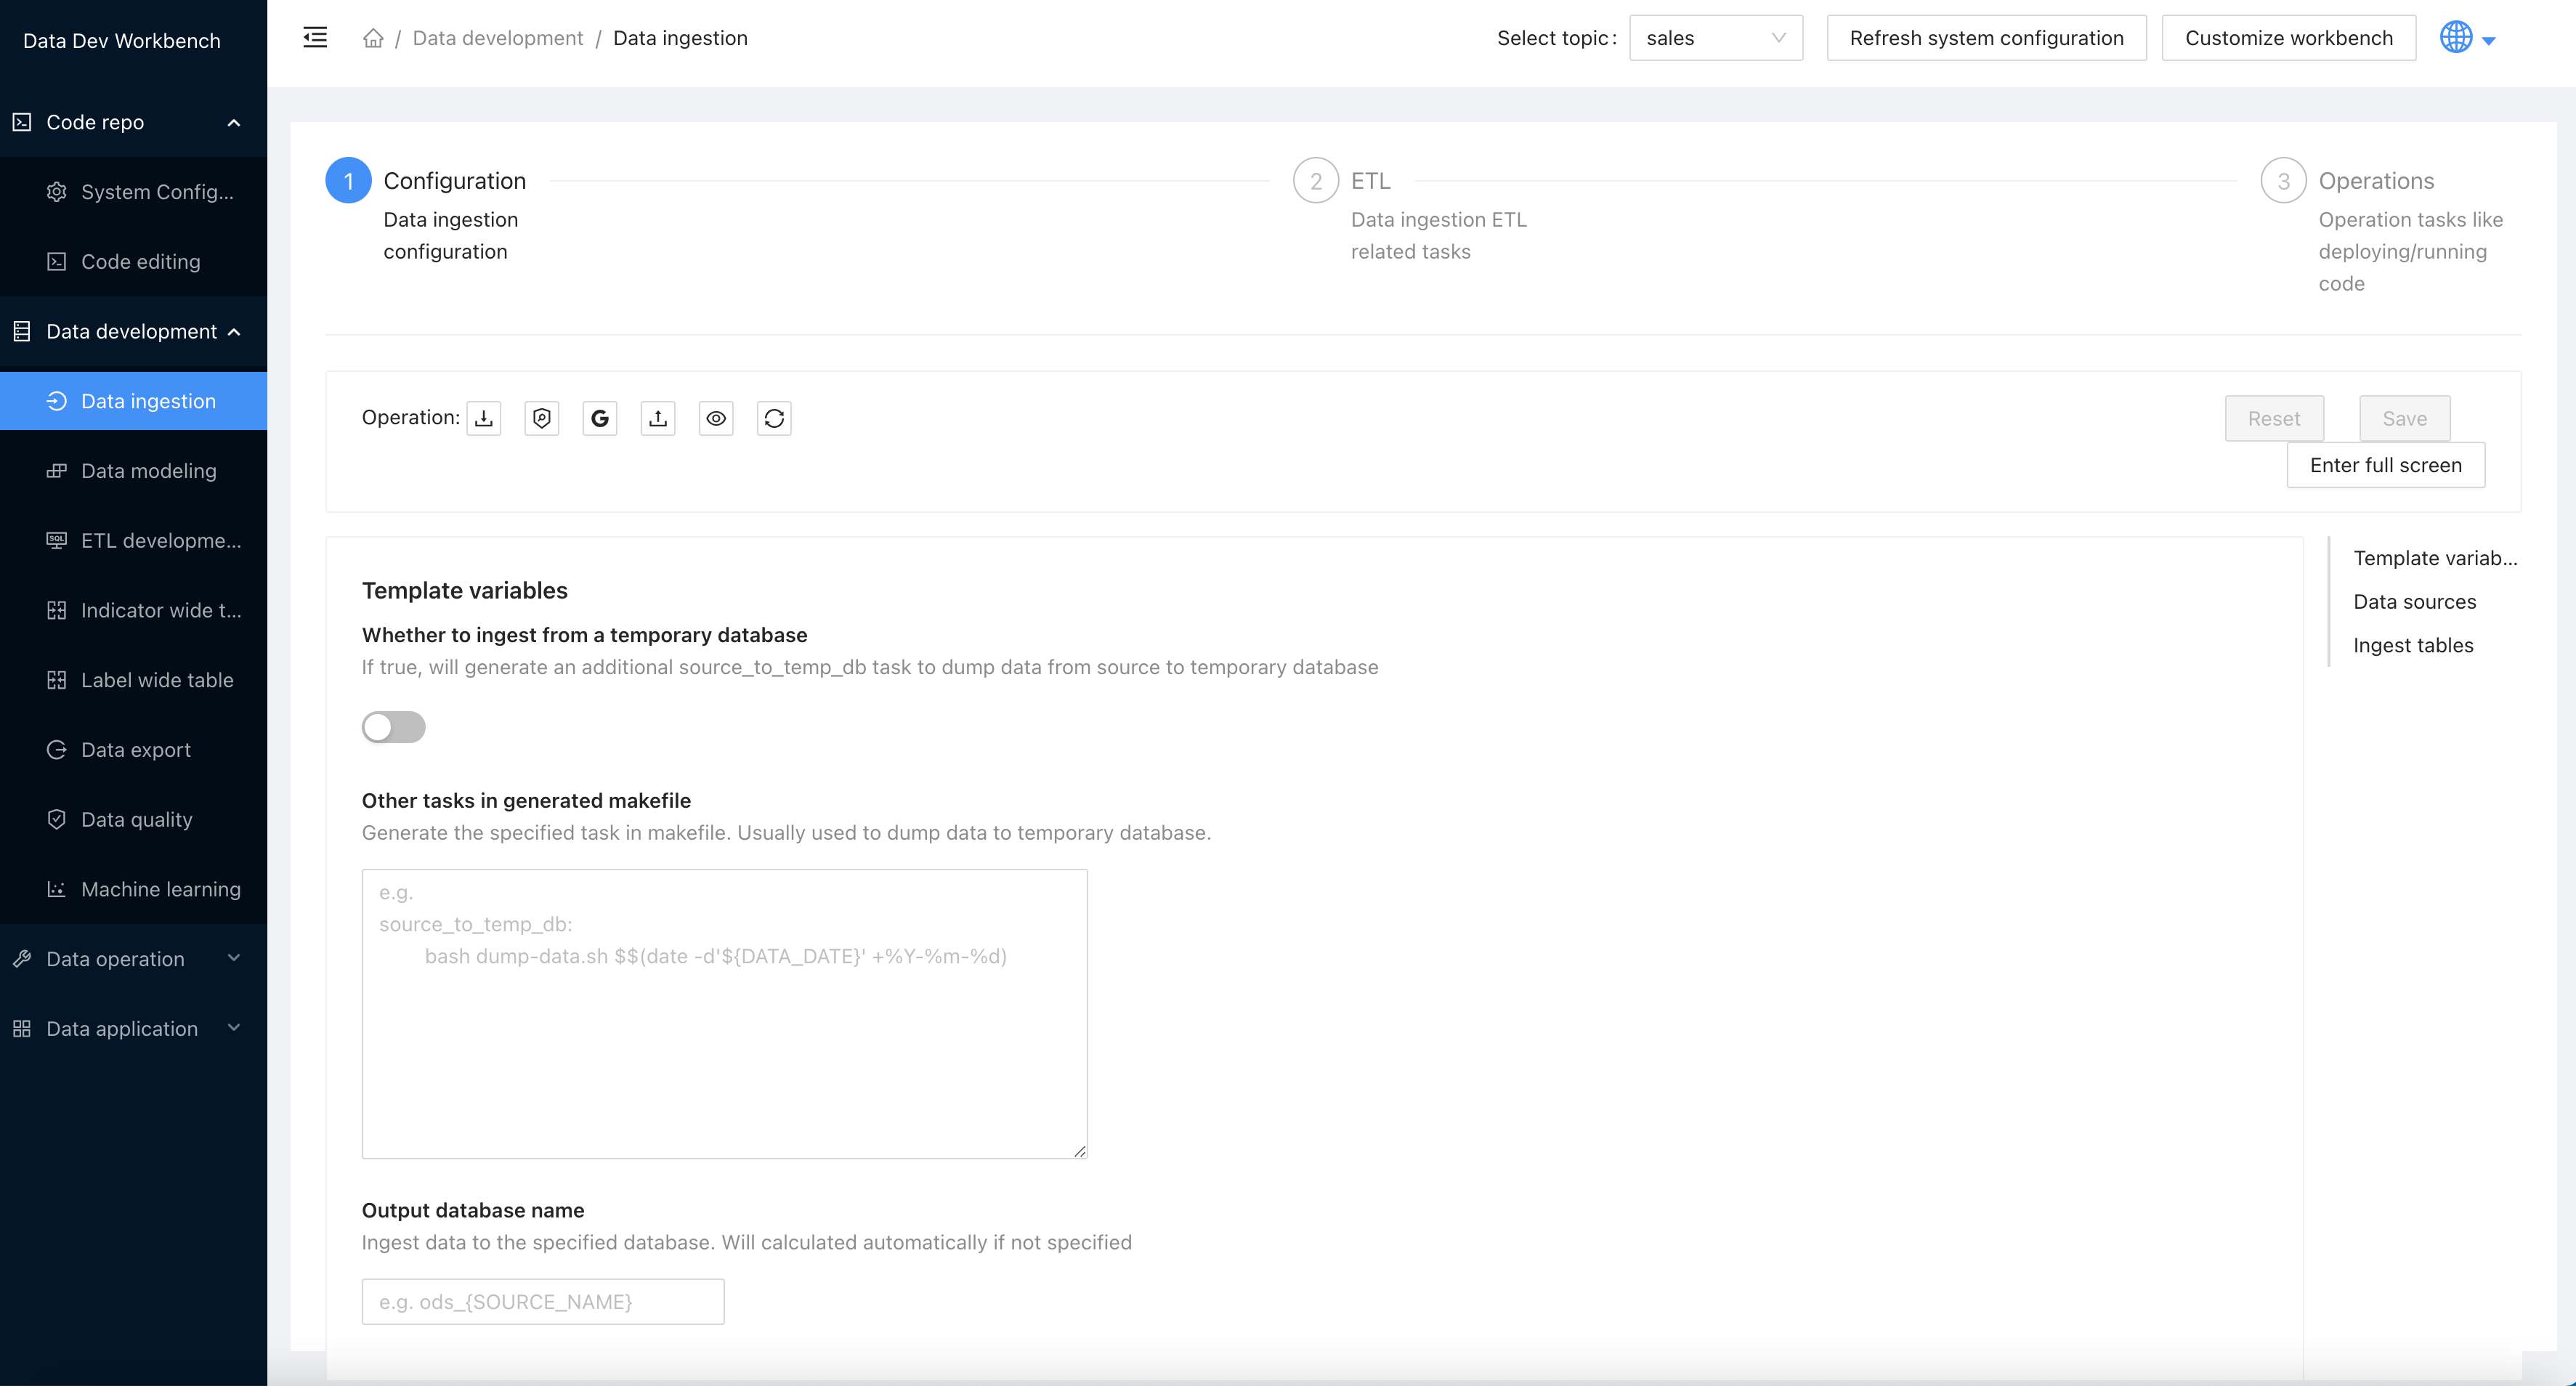 Data Dev Workbench
Code repo
System Config...
Code editing
Data development
Data ingestion
Data modeling
ETL developme...
Indicator wide t...
Label wide table
Data export
Data quality
Machine learning
Data operation
Data application
/ Data development / Data ingestion
Select topic: sales
Refresh system configuration
Customize workbench
1 Configuration
Data ingestion
configuration
2 ETL
Data ingestion ETL
related tasks
3 Operations
Operation tasks like
deploying/running
code
Operation:
G
Reset
Save
Enter full screen
Template variables
Whether to ingest from a temporary database
If true, will generate an additional source_to_temp_db task to dump data from source to temporary database
Other tasks in generated makefile
Generate the specified task in makefile. Usually used to dump data to temporary database.
e.g.
source_to_temp_db:
bash dump-data.sh $$(date -d'${DATA_DATE}' +%Y-%m-%d)
Output database name
Ingest data to the specified database. Will calculated automatically if not specified
e.g. ods_{SOURCE_NAME}
Template variab...
Data sources
Ingest tables